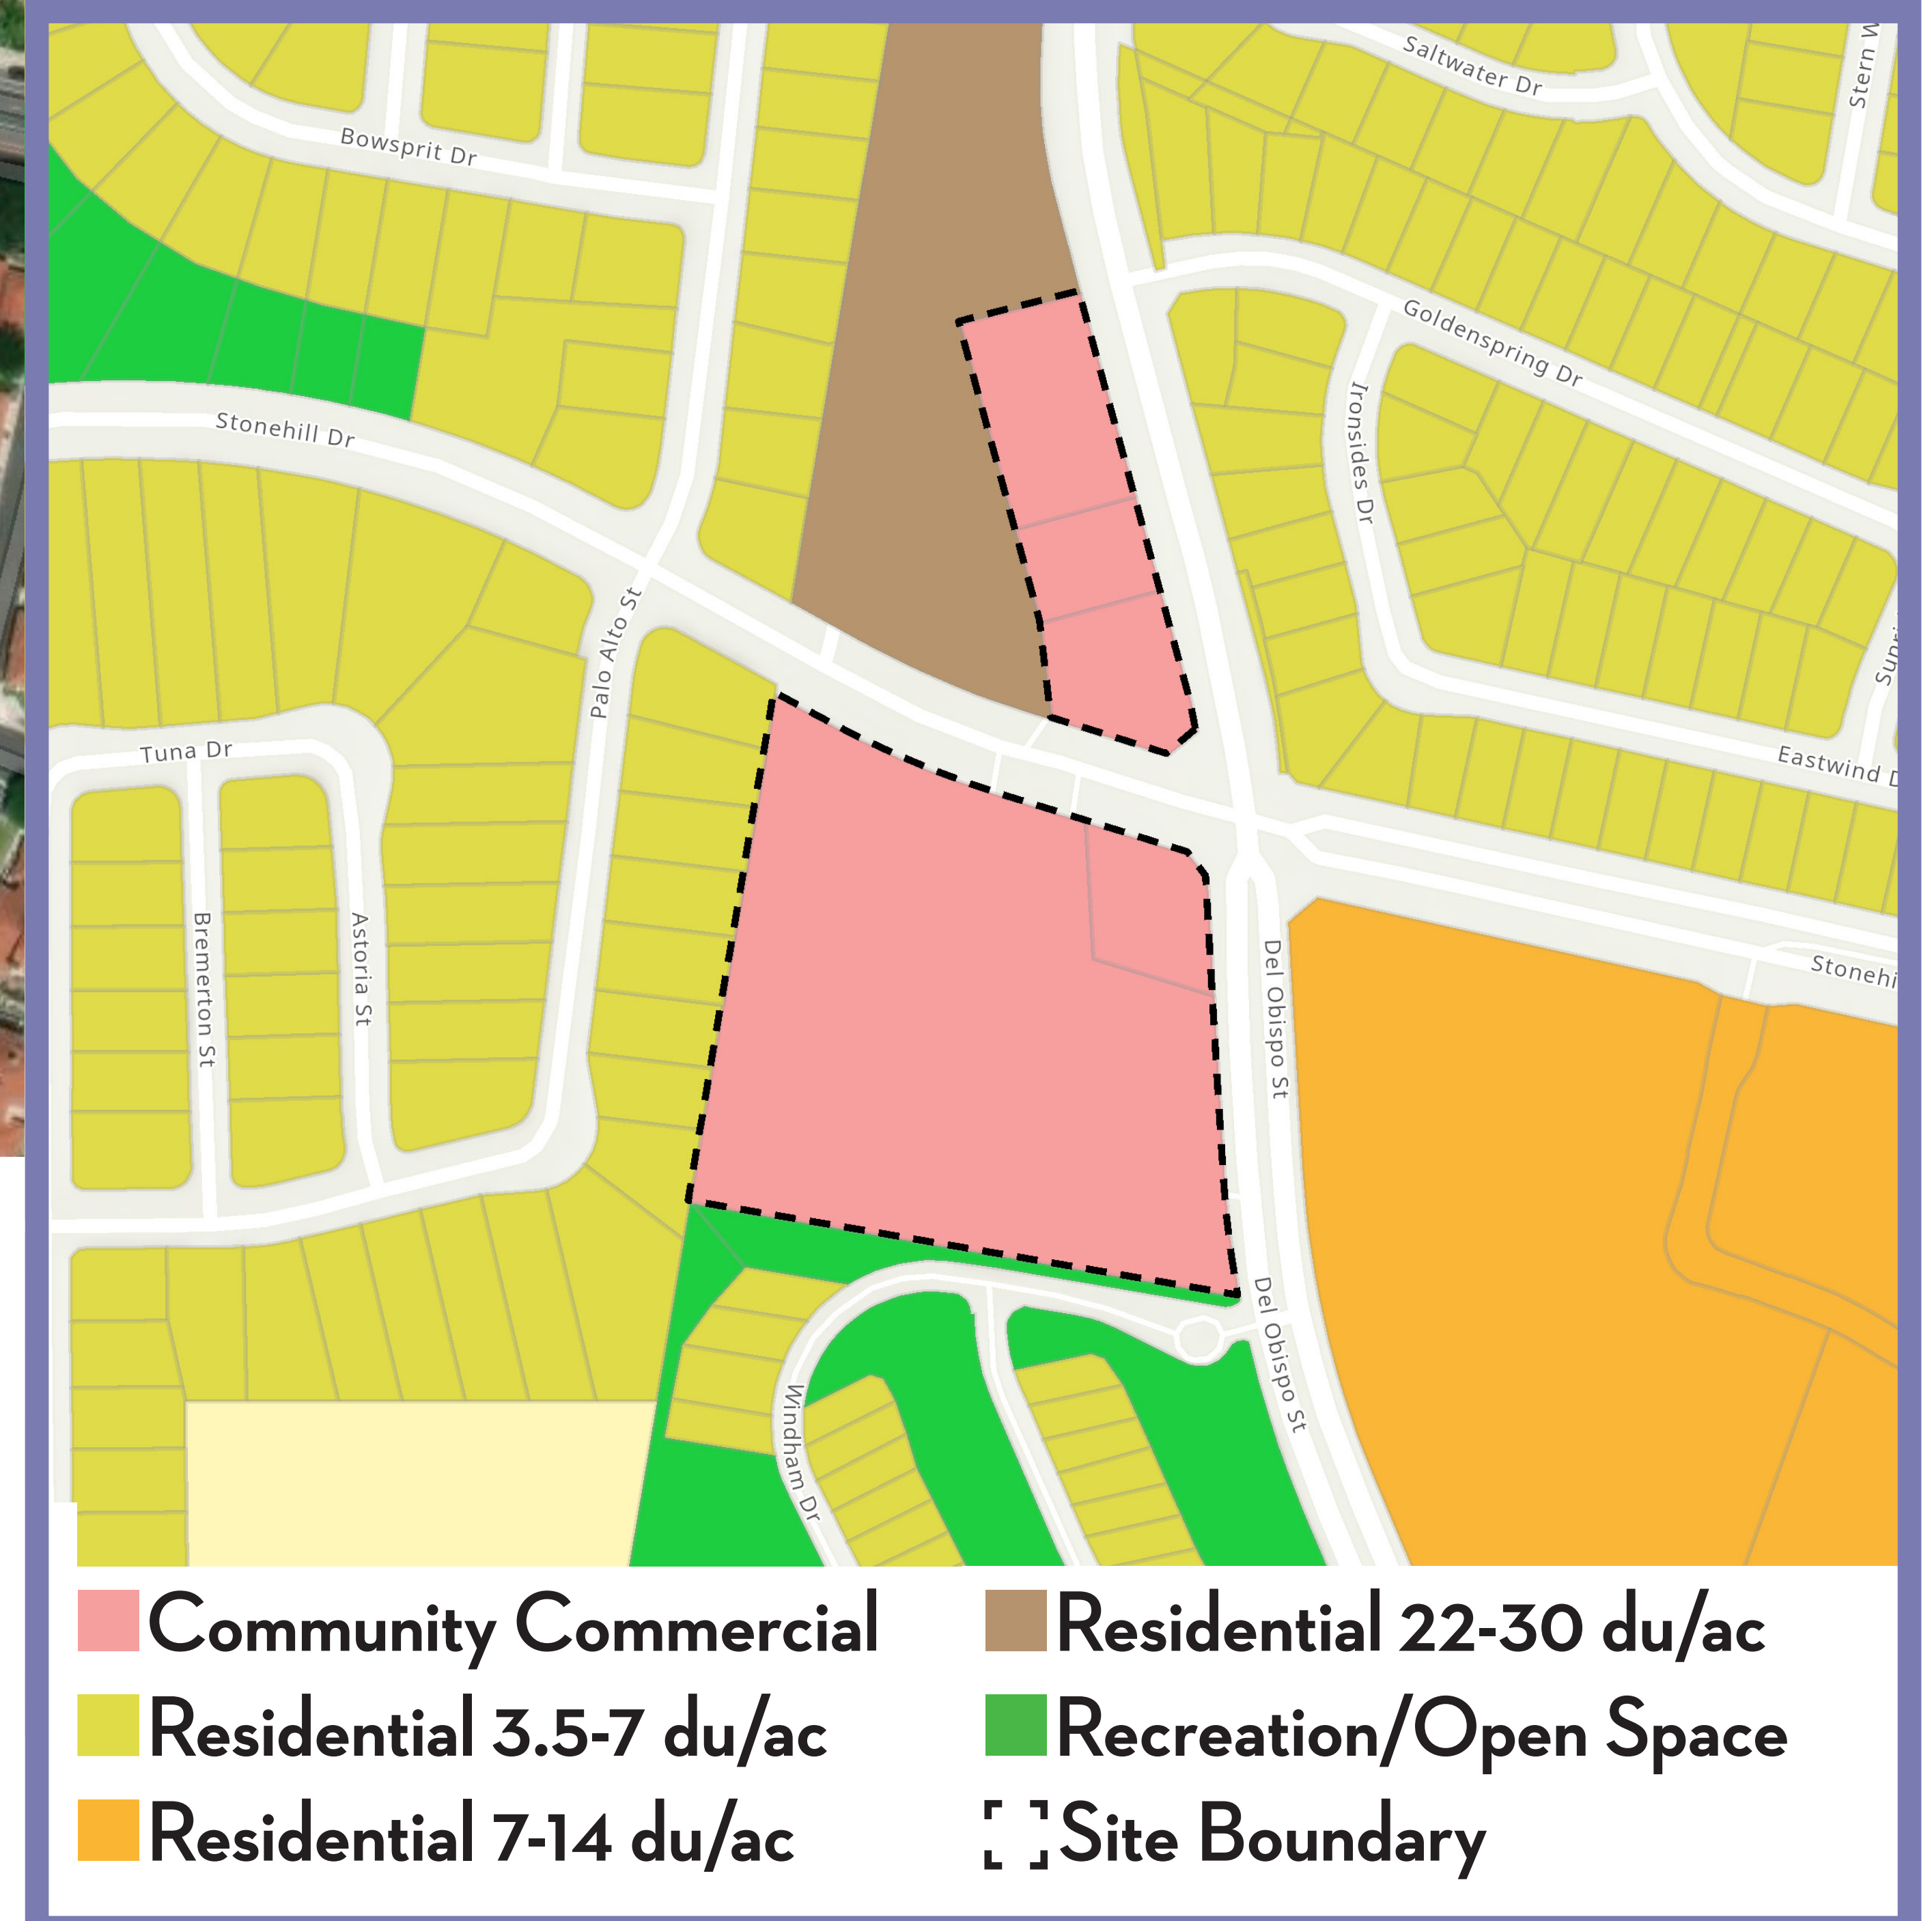 Saltwater Dr
Stern W
Bowsprit Dr
Goldenspring Dr
Stonehill Dr
Ironsides Dr
Palo Alto St
Tuna Dr
Eastwind D
Bremerton St
Astoria St
Del Obispo St
Stonehi
Del Obispo St
Windham Dr
Community Commercial
Residential 3.5-7 du/ac
Residential 7-14 du/ac
Residential 22-30 du/ac
Recreation/Open Space
Site Boundary